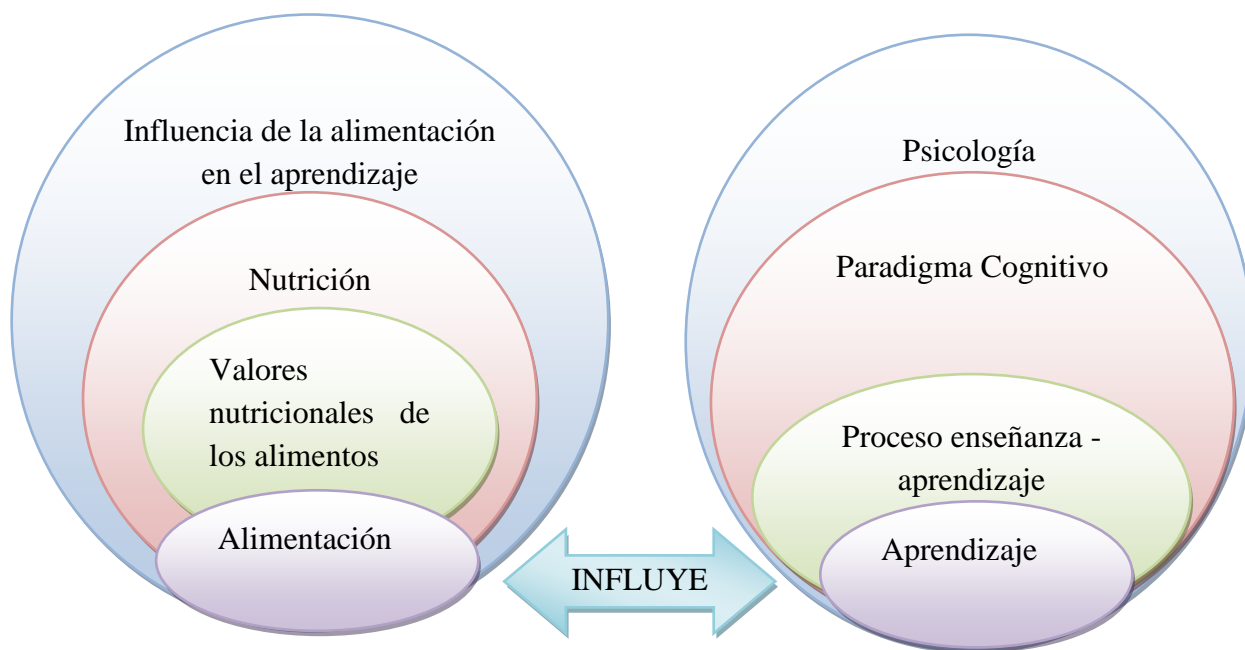 Influencia de la alimentación
en el aprendizaje
Nutrición
Valores
nutricionales de
los alimentos
Alimentación
INFLUYE
Psicología
Paradigma Cognitivo
Proceso enseñanza -
aprendizaje
Aprendizaje